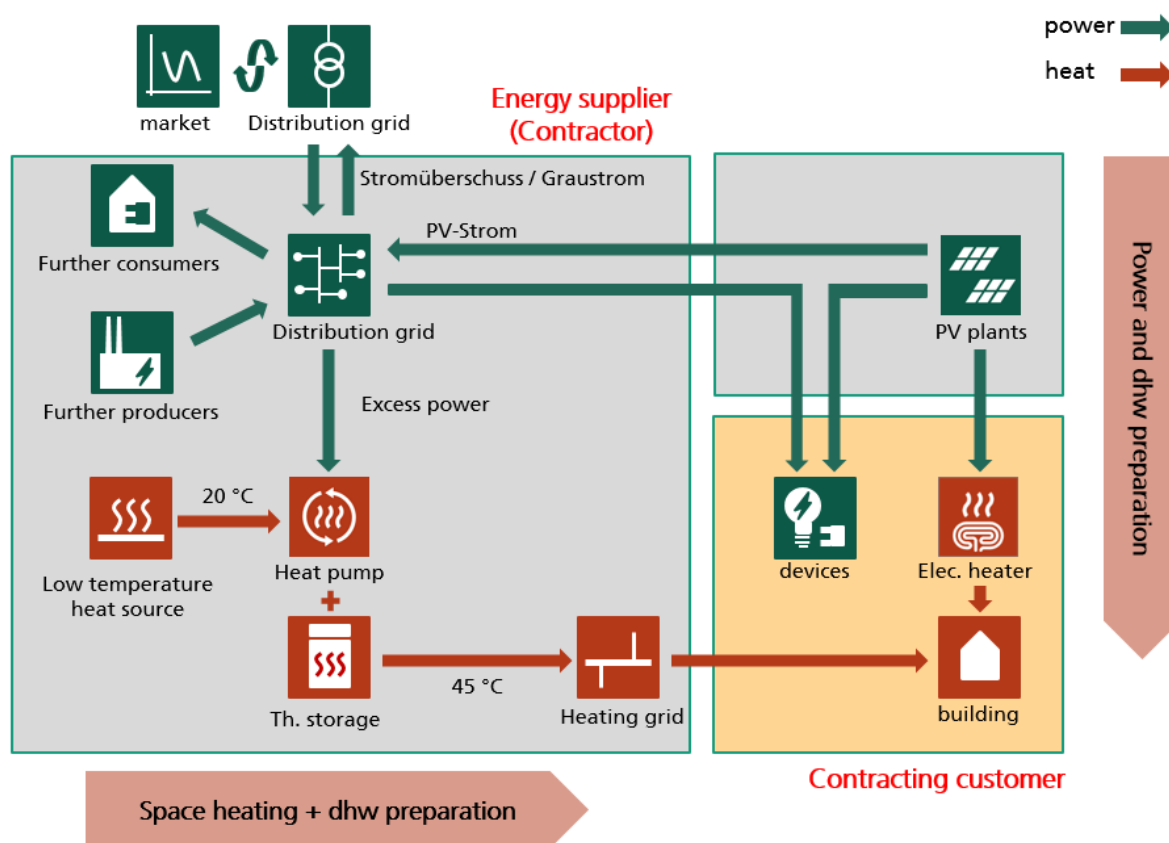 power
heat
market
Distribution grid
Energy supplier
(Contractor)
Stromüberschuss / Graustrom
Further consumers
PV-Strom
Distribution grid
PV plants
Further producers
Excess power
Power and dhw preparation
20 °C
Low temperature
heat source
Heat pump
devices
Elec. heater
45 °C
Th. storage
Heating grid
building
Contracting customer
Space heating + dhw preparation